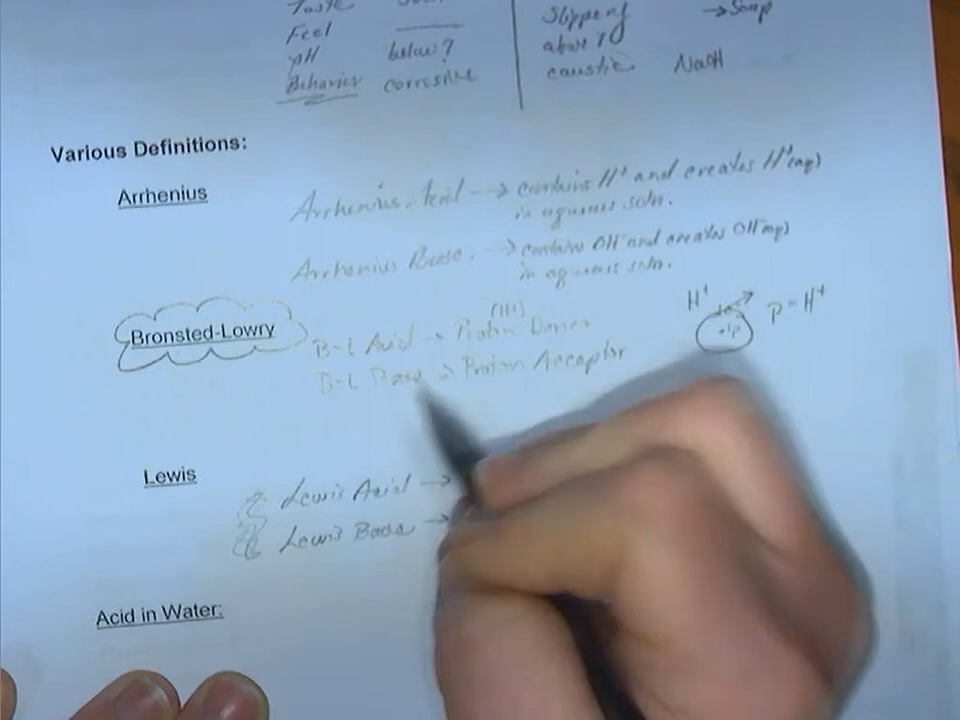 Taste
Feel Slippery → Soap
pH below 7 above 7
Behavior corrosive caustic NaOH
Various Definitions:
Arrhenius
Arrhenius Acid → contains H+ and creates H+(aq)
in aqueous soln.
Arrhenius Base → contains OH- and creates OH-(aq)
in aqueous soln.
Bronsted-Lowry
(H+)
B-L Acid → Proton Donor
B-L Base → Proton Acceptor
H+ p = H+
Lewis
Lewis Acid →
Lewis Base →
Acid in Water: